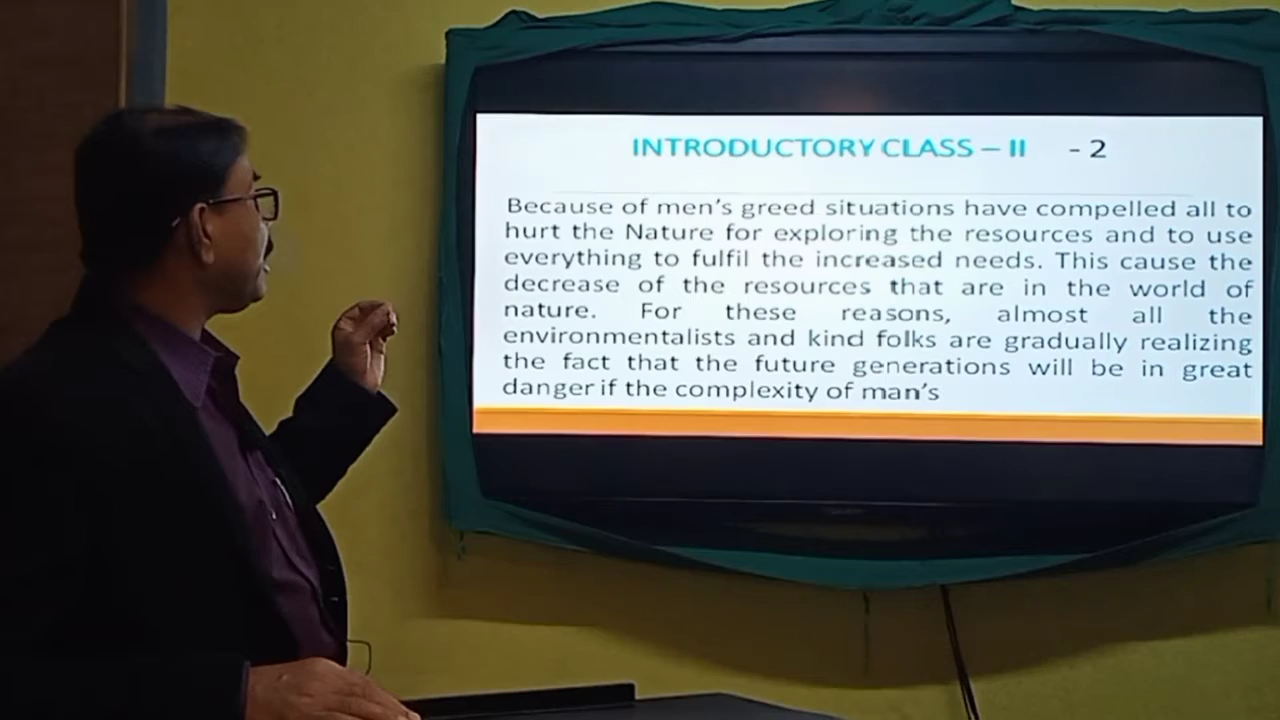 INTRODUCTORY CLASS – II - 2
Because of men's greed situations have compelled all to
hurt the Nature for exploring the resources and to use
everything to fulfil the increased needs. This cause the
decrease of the resources that are in the world of
nature. For these reasons, almost all the
environmentalists and kind folks are gradually realizing
the fact that the future generations will be in great
danger if the complexity of man's